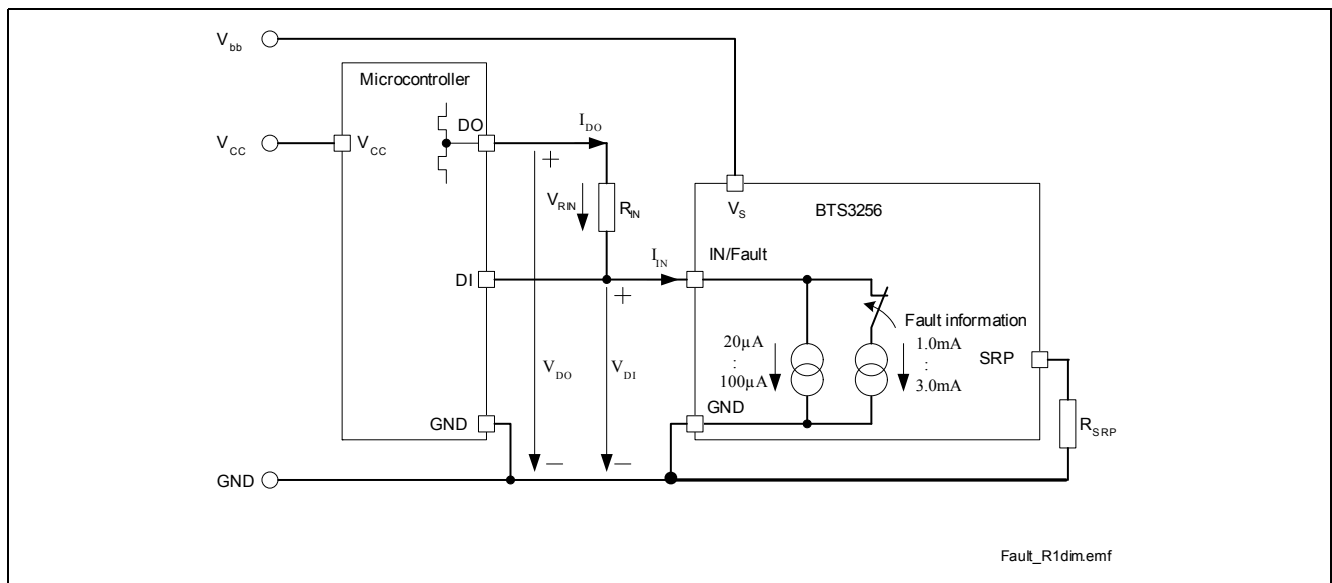 V_bb
Microcontroller
DO
I_DO
V_CC
V_CC
+
V_RIN
R_IN
V_S
BTS3256
I_IN
IN/Fault
DI
+
Fault information
20µA
:
100µA
1.0mA
:
3.0mA
SRP
V_DO
V_DI
GND
GND
R_SRP
— —
GND
Fault_R1dim.emf